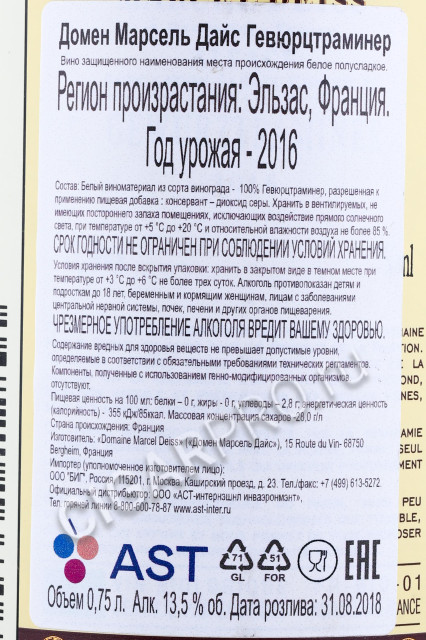 Домен Марсель Дайс Гевюрцтраминер
Вино защищенного наименования места происхождения белое полусладкое.
Регион произрастания: Эльзас, Франция.
Год урожая - 2016
Состав: Белый виноматериал из сорта винограда - 100% Гевюрцтраминер, разрешенная к
применению пищевая добавка : консервант – диоксид серы. Хранить в вентилируемых, не
имеющих постороннего запаха помещениях, исключающих воздействие прямого солнечного
света, при температуре от +5 °С до +20 °С и относительной влажности воздуха не более 85 %.
СРОК ГОДНОСТИ НЕ ОГРАНИЧЕН ПРИ СОБЛЮДЕНИИ УСЛОВИЙ ХРАНЕНИЯ.
Условия хранения после вскрытия упаковки: хранить в закрытом виде в темном месте при
температуре от +3 °С до +6 °С не более трех суток. Алкоголь противопоказан детям и
подросткам до 18 лет, беременным и кормящим женщинам, лицам с заболеваниями
центральной нервной системы, почек, печени и других органов пищеварения.
ЧРЕЗМЕРНОЕ УПОТРЕБЛЕНИЕ АЛКОГОЛЯ ВРЕДИТ ВАШЕМУ ЗДОРОВЬЮ.
Содержание вредных для здоровья веществ не превышает допустимые уровни,
определяемые в соответствии с обязательными требованиями технических регламентов.
Компоненты, полученные с использованием генно-модифицированных организмов
отсутствуют.
Пищевая ценность на 100 мл: белки – 0 г, жиры - 0 г, углеводы – 2,8 г; энергетическая ценность
(калорийность) - 355 кДж/85ккал. Массовая концентрация сахаров -28,0 г/л
Страна происхождения: Франция
Изготовитель: «Domaine Marcel Deiss» («Домен Марсель Дайс»), 15 Route du Vin- 68750
Bergheim, Франция
Импортер (уполномоченное изготовителем лицо):
ООО "БИГ", Россия, 115201, г. Москва, Каширский проезд, д. 23. Тел./факс: +7 (499) 613-5272.
Официальный дистрибьютор: ООО «АСТ-интернэшнл инваэронмэнт»,
Тел. горячей линии 8-800-600-78-67 www.ast-inter.ru
AST
71
GL
51
FOR
EAC
Объем 0,75 л. Алк. 13,5 % об. Дата розлива: 31.08.2018